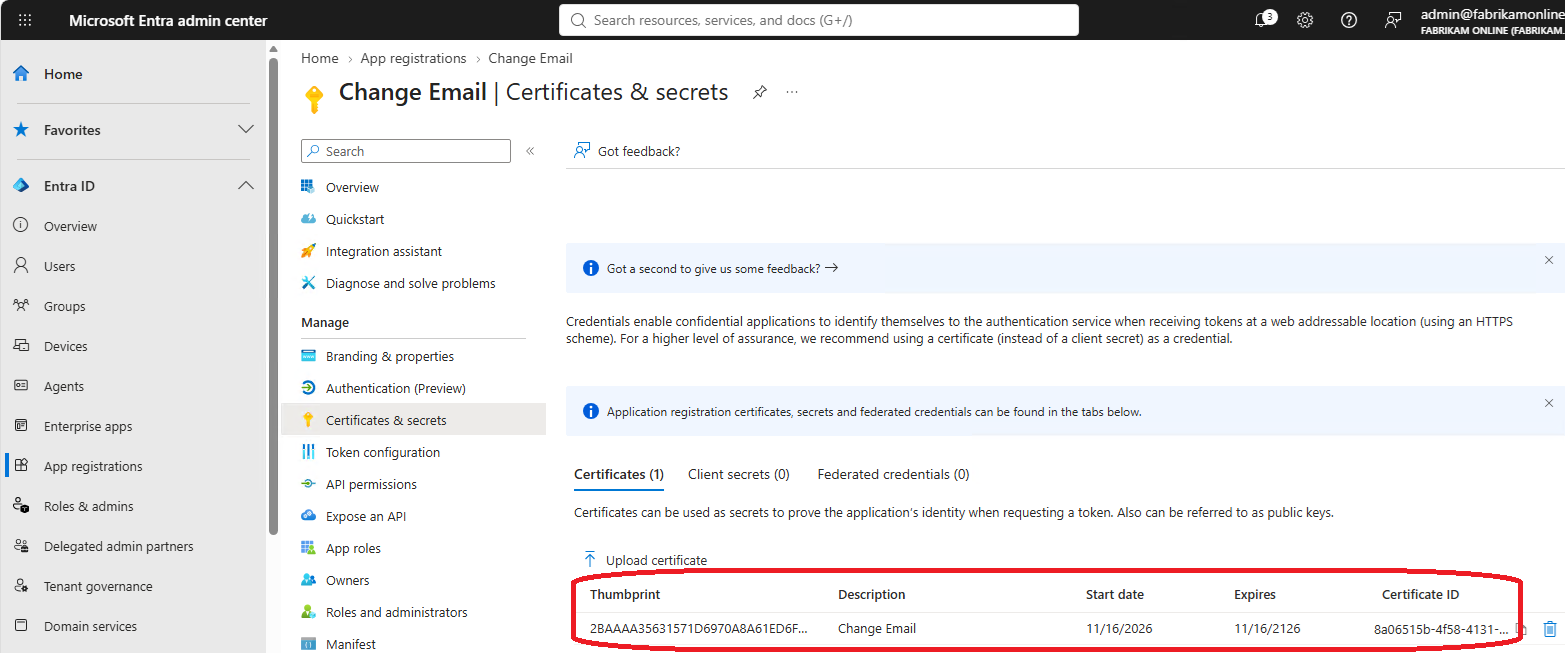 Microsoft Entra admin center
Search resources, services, and docs (G+/)
3
admin@fabrikamonline
FABRIKAM ONLINE (FABRIKAM.
Home
Favorites
Entra ID
Overview
Users
Groups
Devices
Agents
Enterprise apps
App registrations
Roles & admins
Delegated admin partners
Tenant governance
Domain services
Home › App registrations › Change Email
Change Email | Certificates & secrets ...
Search «
Overview
Quickstart
Integration assistant
Diagnose and solve problems
Manage
Branding & properties
Authentication (Preview)
Certificates & secrets
Token configuration
API permissions
Expose an API
App roles
Owners
Roles and administrators
Manifest
Got feedback?
Got a second to give us some feedback? →
Credentials enable confidential applications to identify themselves to the authentication service when receiving tokens at a web addressable location (using an HTTPS
scheme). For a higher level of assurance, we recommend using a certificate (instead of a client secret) as a credential.
Application registration certificates, secrets and federated credentials can be found in the tabs below.
Certificates (1) Client secrets (0) Federated credentials (0)
Certificates can be used as secrets to prove the application's identity when requesting a token. Also can be referred to as public keys.
Upload certificate
Thumbprint Description Start date Expires Certificate ID
2BAAAA35631571D6970A8A61ED6F... Change Email 11/16/2026 11/16/2126 8a06515b-4f58-4131-...